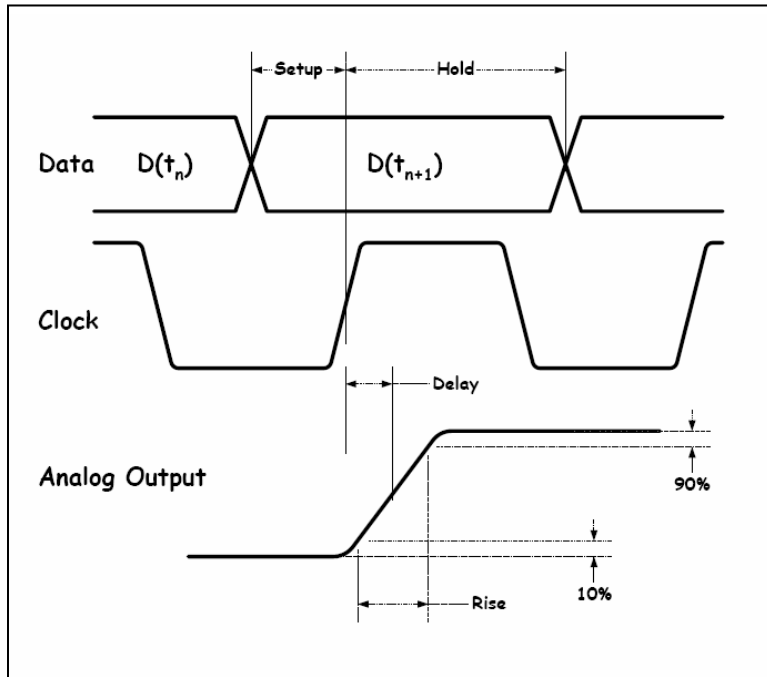 Setup
Hold
Data
D(tn)
D(tn+1)
Clock
Delay
Analog Output
90%
10%
Rise